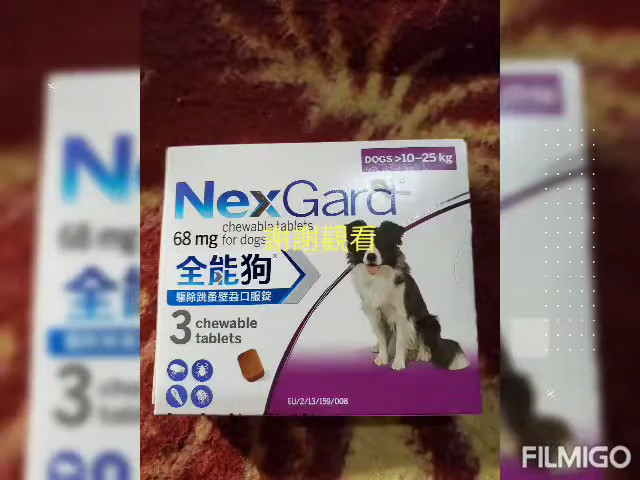 DOGS >10–25 kg
NexGard
chewable tablets
68 mg for dogs
謝謝觀看
全能狗
驅除跳蚤壁蝨口服錠
3 chewable
tablets
EU/2/13/159/008
FILMIGO